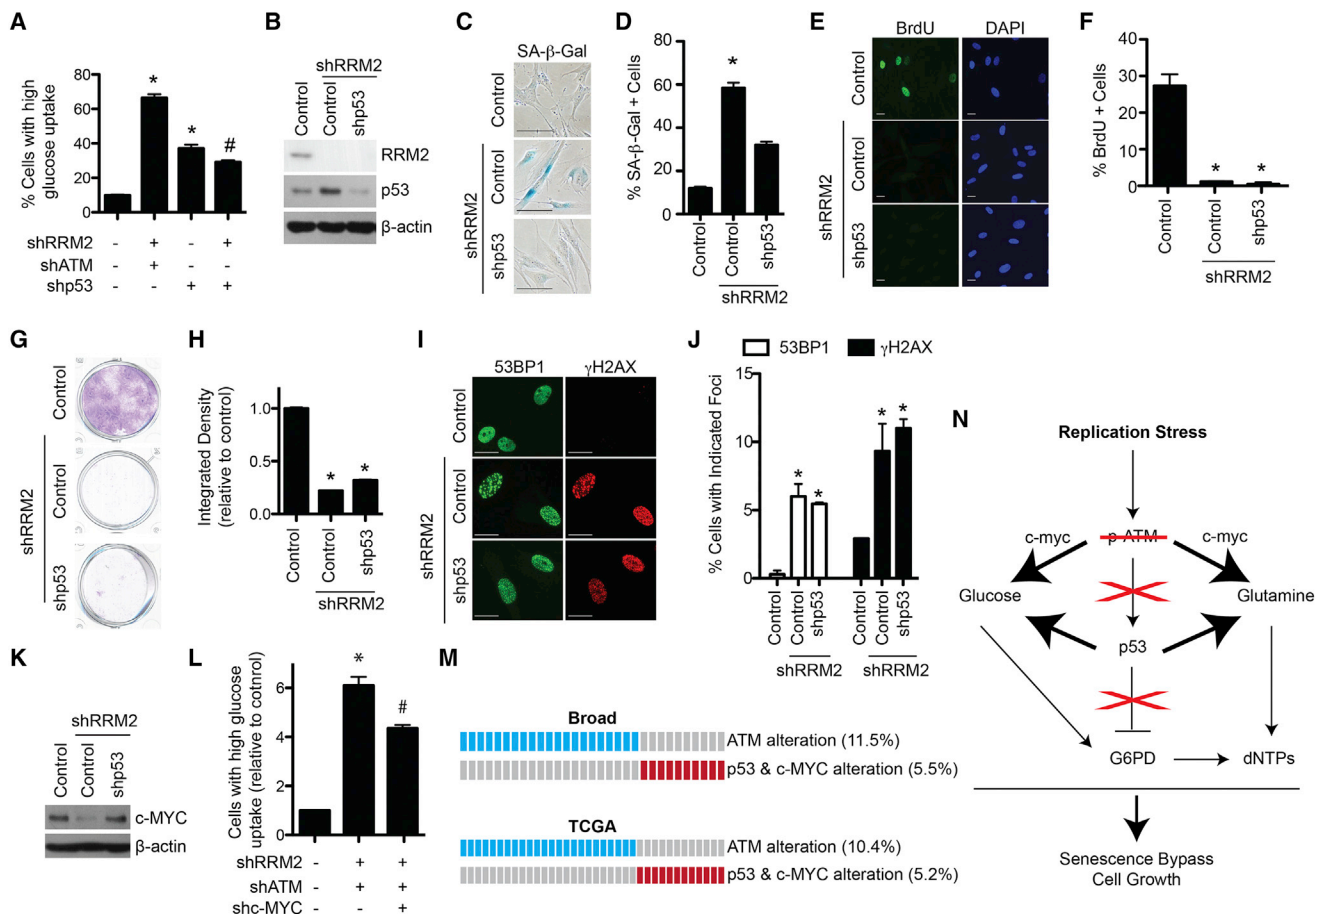 A
% Cells with high
glucose uptake
80
60
40
20
0
*
*
#
shRRM2 - + - +
shATM - + - -
shp53 - - + +
B
shRRM2
Control
Control
shp53
RRM2
p53
β-actin
C
SA-β-Gal
Control
shRRM2
Control
shp53
D
% SA-β-Gal + Cells
80
60
40
20
0
*
Control
Control
shp53
shRRM2
E
BrdU DAPI
Control
shRRM2
Control
shp53
F
% BrdU + Cells
40
30
20
10
0
* *
Control
Control
shp53
shRRM2
G
Control
shRRM2
Control
shp53
H
Integrated Density
(relative to control)
1.0
0.5
0.0
* *
Control
Control
shp53
shRRM2
I
53BP1 γH2AX
Control
shRRM2
Control
shp53
J
53BP1 γH2AX
% Cells with Indicated Foci
15
10
5
0
* * * *
Control
Control
shp53
Control
Control
shp53
shRRM2 shRRM2
K
shRRM2
Control
Control
shp53
c-MYC
β-actin
L
Cells with high glucose
uptake (relative to cotnrol)
6
4
2
0
*
#
shRRM2 - + +
shATM - + +
shc-MYC +
M
Broad
ATM alteration (11.5%)
p53 & c-MYC alteration (5.5%)
TCGA
ATM alteration (10.4%)
p53 & c-MYC alteration (5.2%)
N
Replication Stress
c-myc p-ATM c-myc
Glucose Glutamine
p53
G6PD dNTPs
Senescence Bypass
Cell Growth